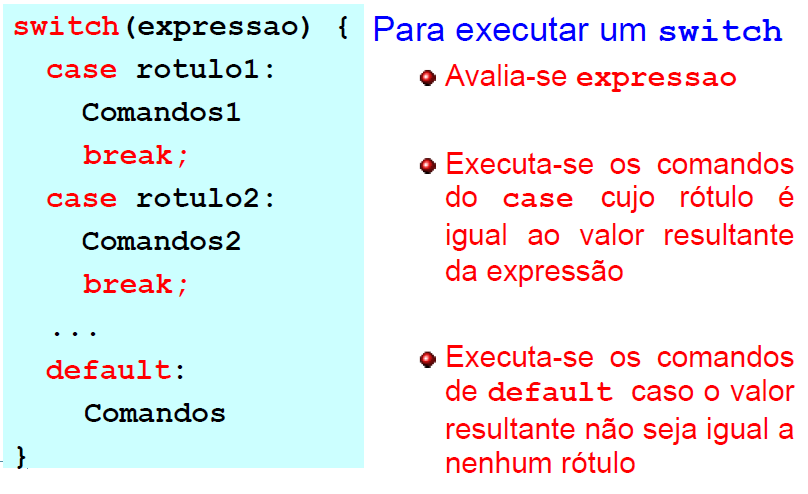 switch(expressao) {
case rotulo1:
Comandos1
break;
case rotulo2:
Comandos2
break;
...
default:
Comandos
}
Para executar um switch
Avalia-se expressao
Executa-se os comandos
do case cujo rótulo é
igual ao valor resultante
da expressão
Executa-se os comandos
de default caso o valor
resultante não seja igual a
nenhum rótulo